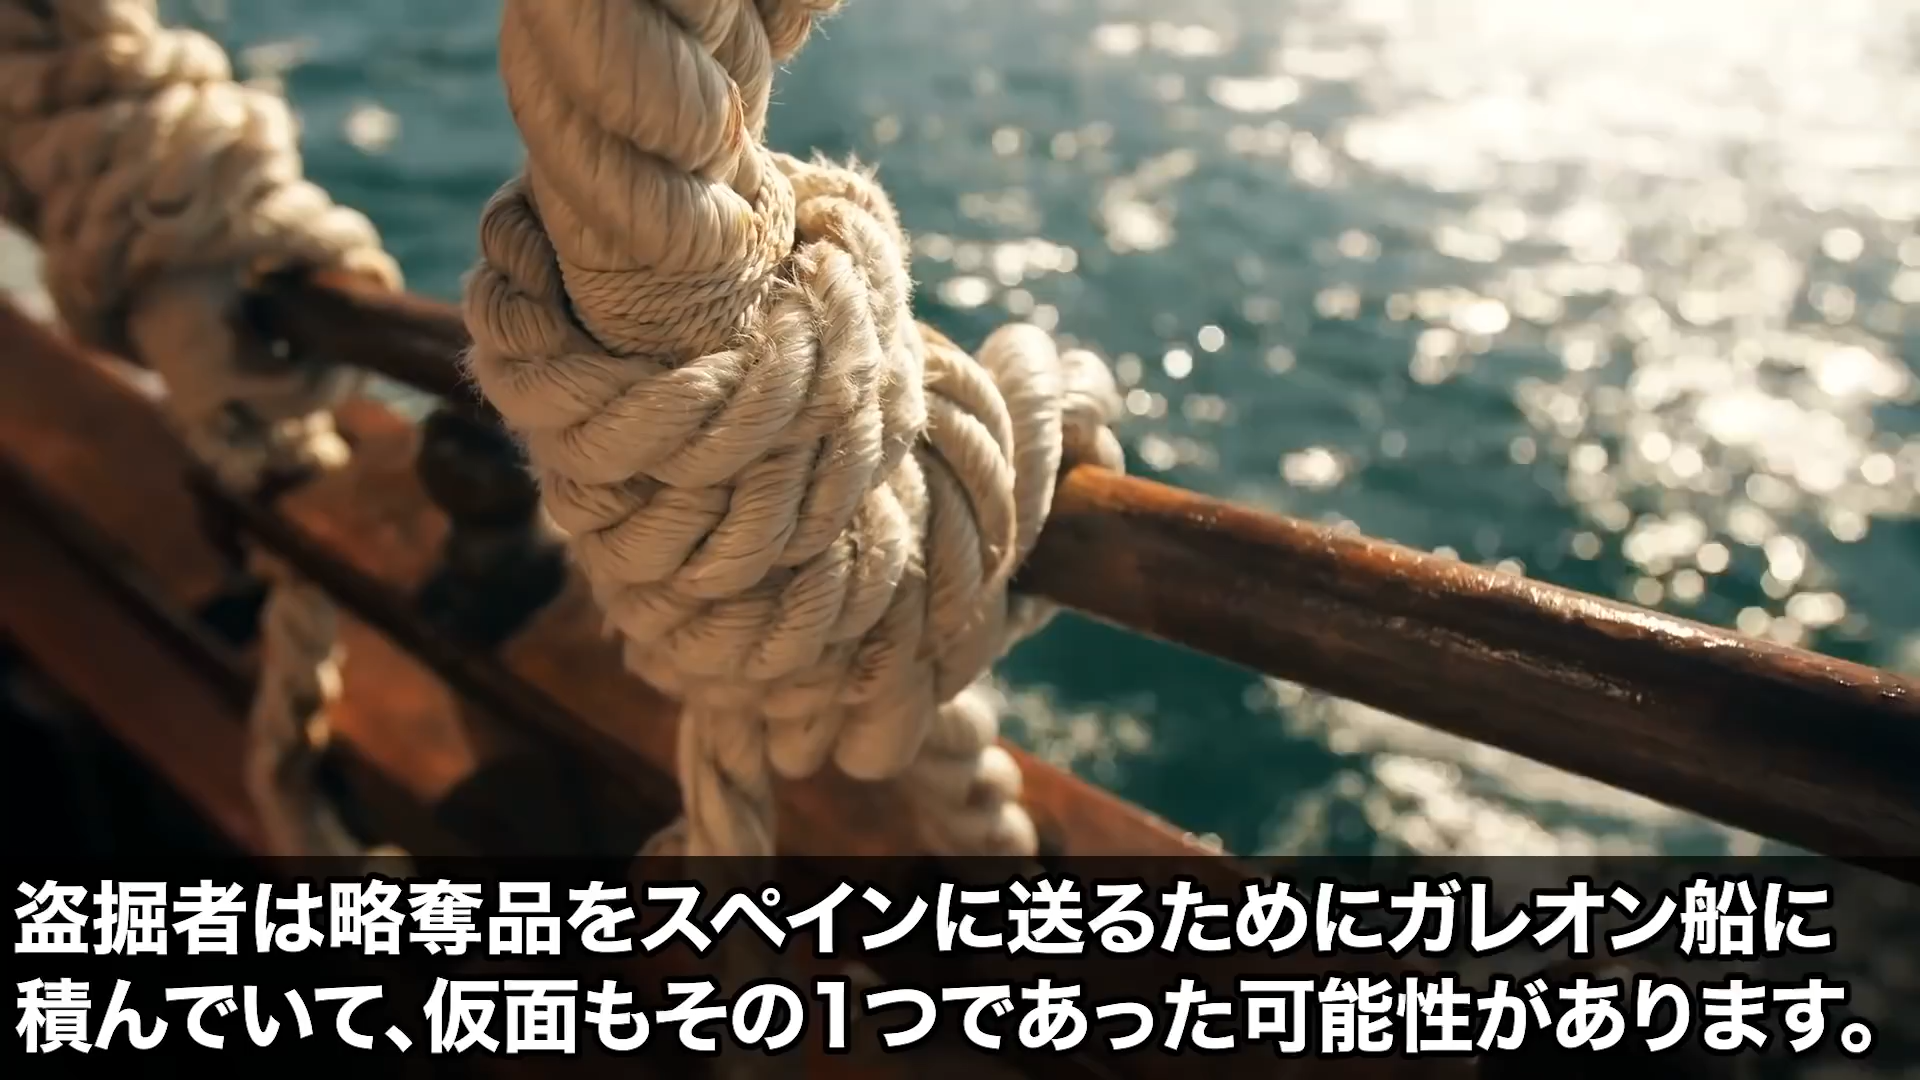 盗掘者は略奪品をスペインに送るためにガレオン船に
積んでいて、仮面もその1つであった可能性があります。